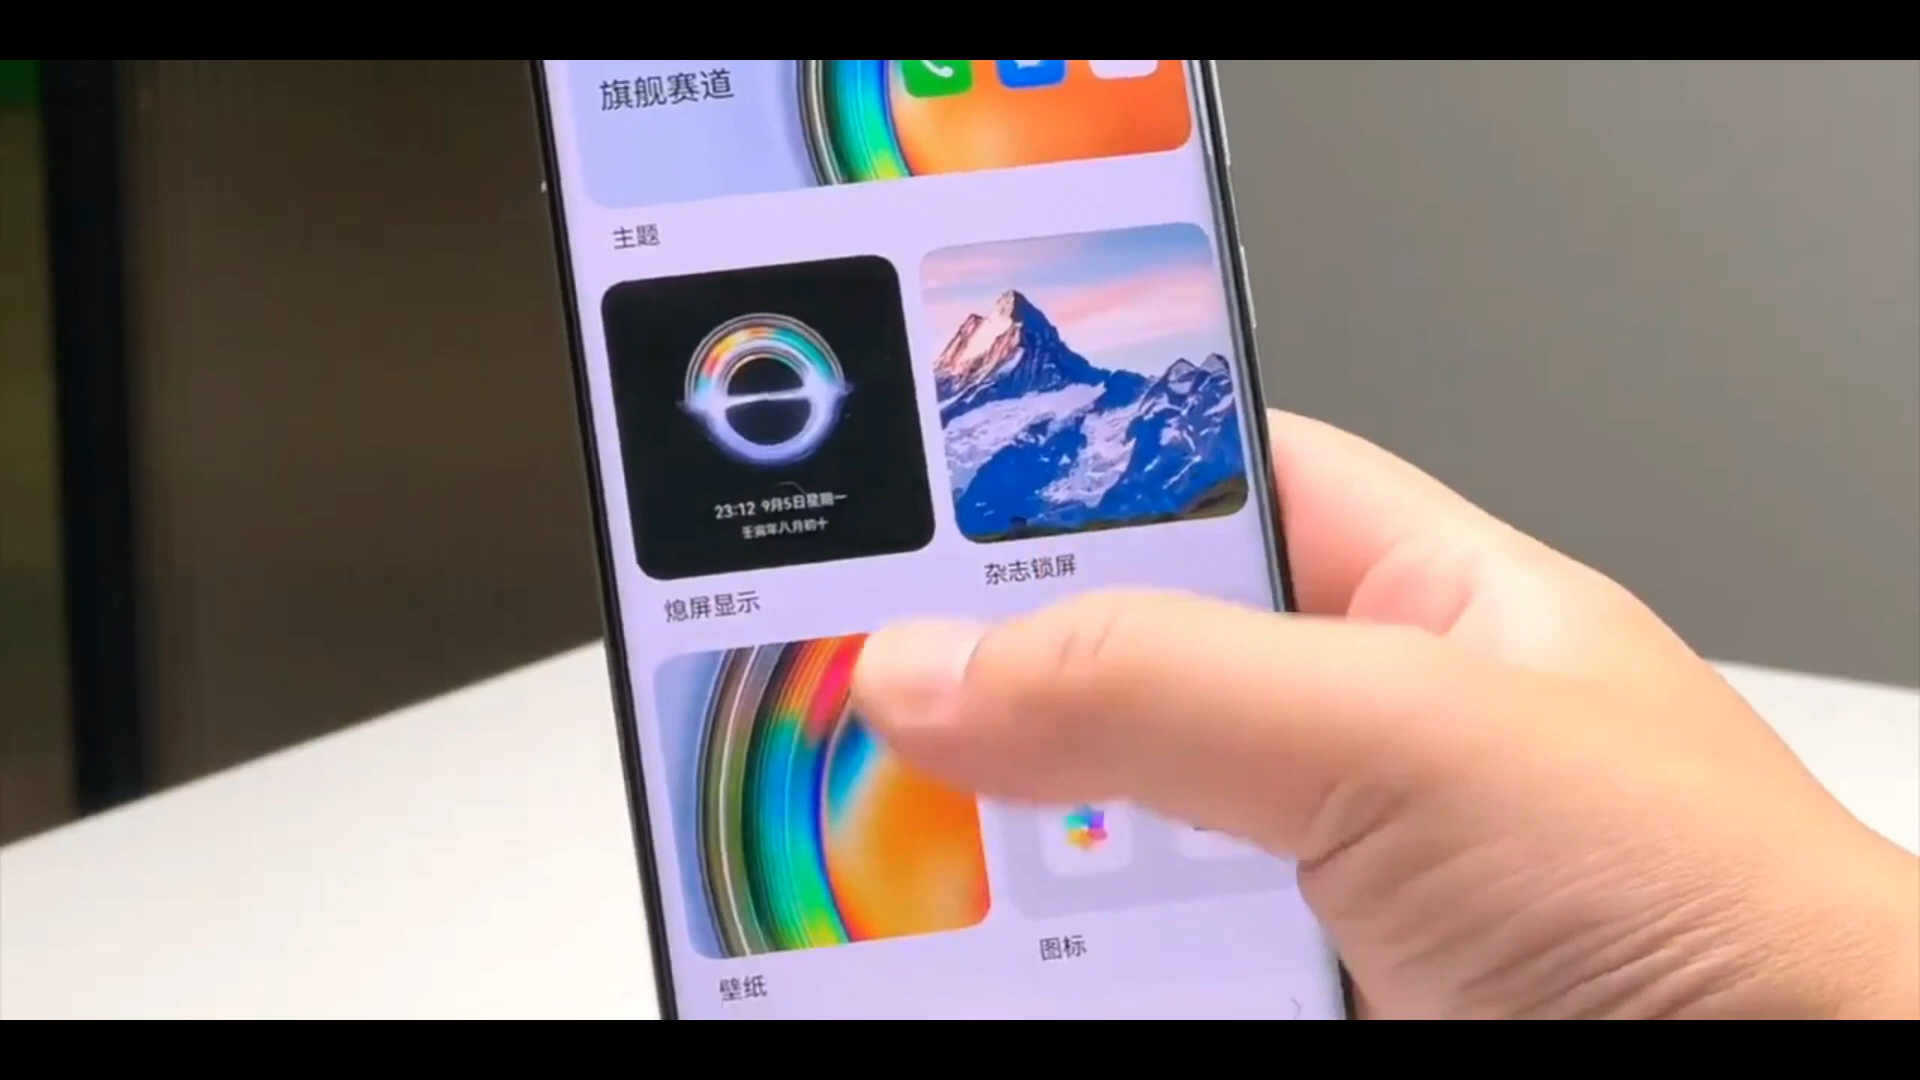 旗舰赛道
主题
23:12 9月5日星期一
壬寅年八月初十
熄屏显示
杂志锁屏
壁纸
图标